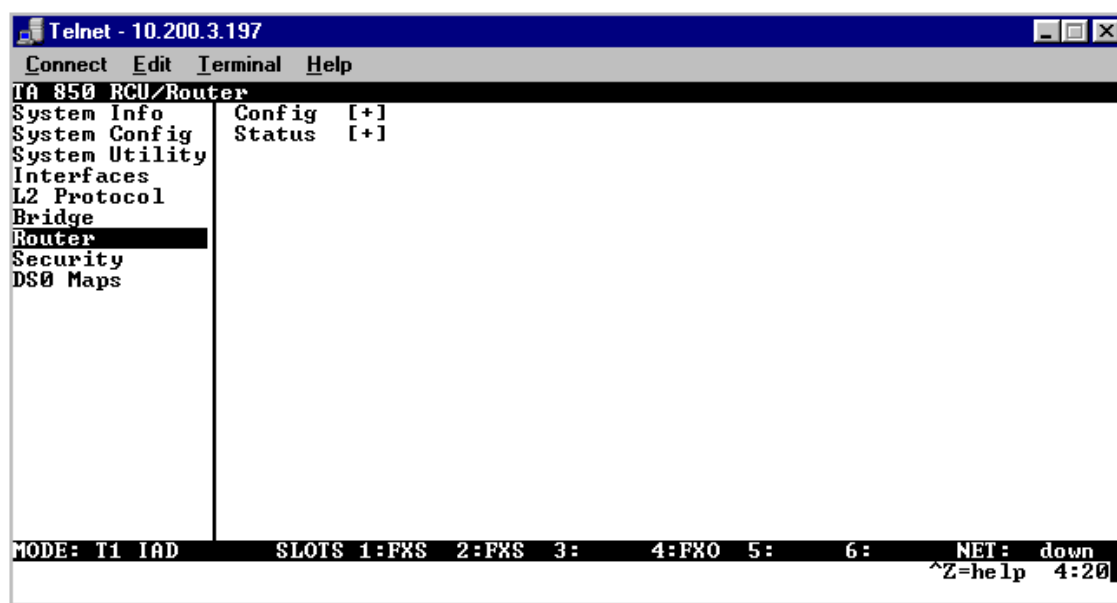 Telnet - 10.200.3.197
Connect Edit Terminal Help
TA 850 RCU/Router
System Info Config [+]
System Config Status [+]
System Utility
Interfaces
L2 Protocol
Bridge
Router
Security
DS0 Maps
MODE: T1 IAD SLOTS 1:FXS 2:FXS 3: 4:FXO 5: 6: NET: down
^Z=help 4:20